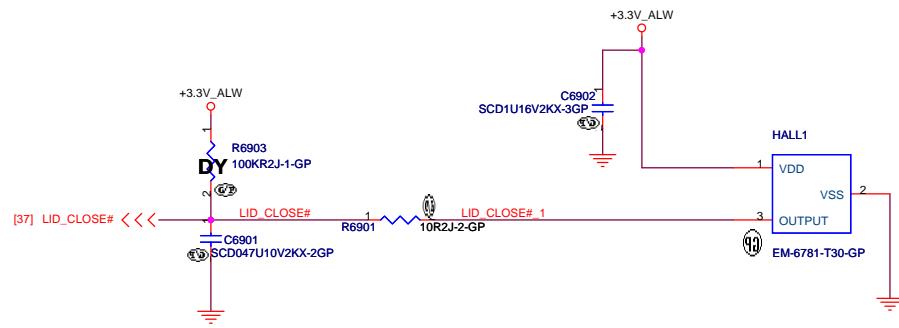 +3.3V_ALW
C6902
SCD1U16V2KX-3GP
1
2
+3.3V_ALW
1
R6903
100KR2J-1-GP
DY
2
HALL1
1
VDD
VSS
2
3
OUTPUT
EM-6781-T30-GP
[37] LID_CLOSE#
LID_CLOSE#
1
R6901
10R2J-2-GP
LID_CLOSE#_1
1
C6901
SCD047U10V2KX-2GP